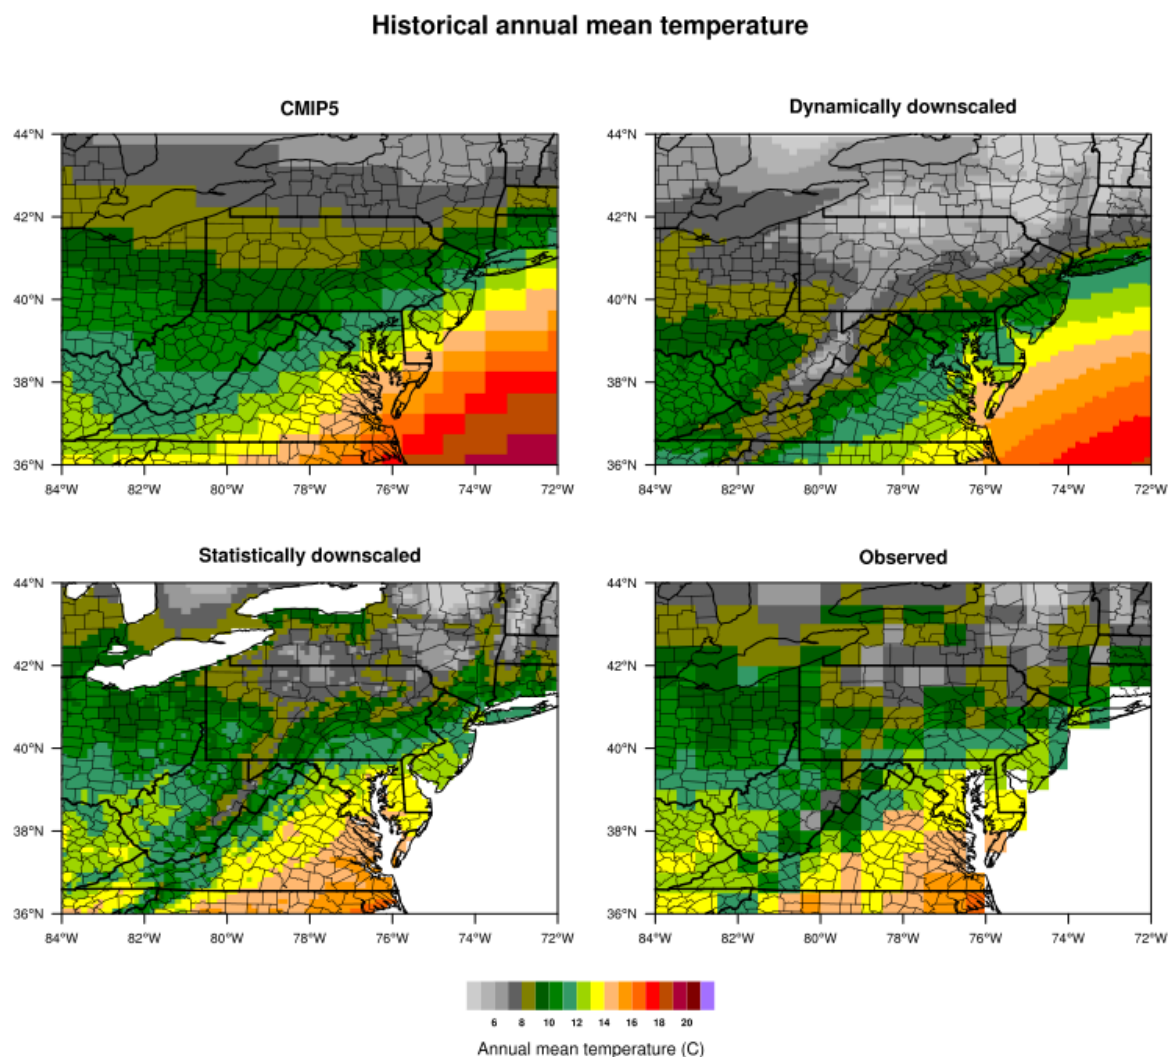 Historical annual mean temperature
CMIP5
Dynamically downscaled
44°N
42°N
40°N
38°N
36°N
84°W 82°W 80°W 78°W 76°W 74°W 72°W
44°N
42°N
40°N
38°N
36°N
84°W 82°W 80°W 78°W 76°W 74°W 72°W
Statistically downscaled
Observed
44°N
42°N
40°N
38°N
36°N
84°W 82°W 80°W 78°W 76°W 74°W 72°W
44°N
42°N
40°N
38°N
36°N
84°W 82°W 80°W 78°W 76°W 74°W 72°W
6 8 10 12 14 16 18 20
Annual mean temperature (C)